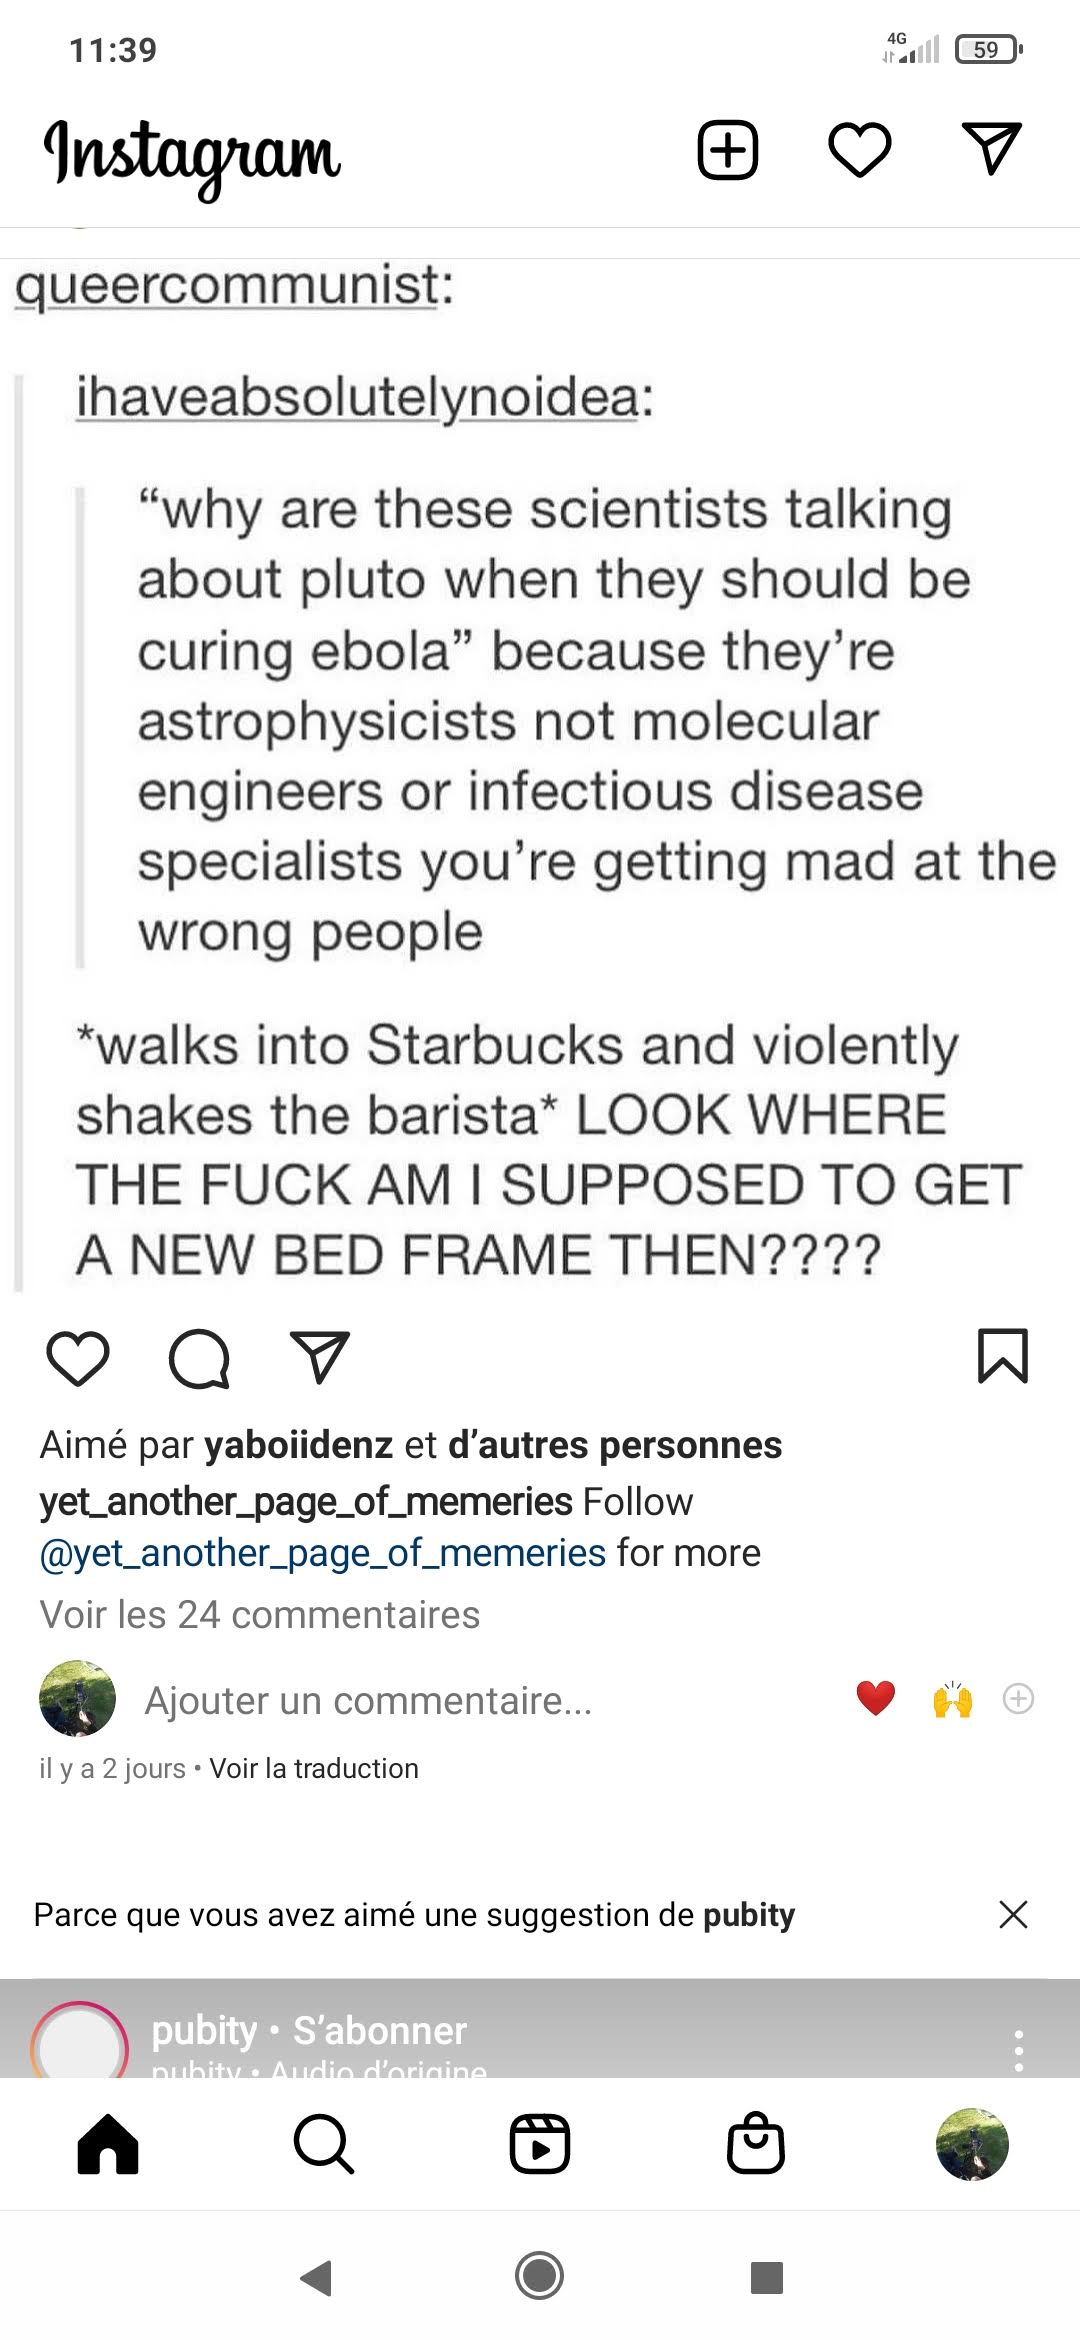 11:39
4G
59
Instagram
queercommunist:
ihaveabsolutelynoidea:
“why are these scientists talking
about pluto when they should be
curing ebola” because they’re
astrophysicists not molecular
engineers or infectious disease
specialists you’re getting mad at the
wrong people
*walks into Starbucks and violently
shakes the barista* LOOK WHERE
THE FUCK AM I SUPPOSED TO GET
A NEW BED FRAME THEN????
Aimé par yaboiidenz et d’autres personnes
yet_another_page_of_memeries Follow
@yet_another_page_of_memeries for more
Voir les 24 commentaires
Ajouter un commentaire...
il y a 2 jours • Voir la traduction
Parce que vous avez aimé une suggestion de pubity
pubity • S’abonner
pubity • Audio d’origine